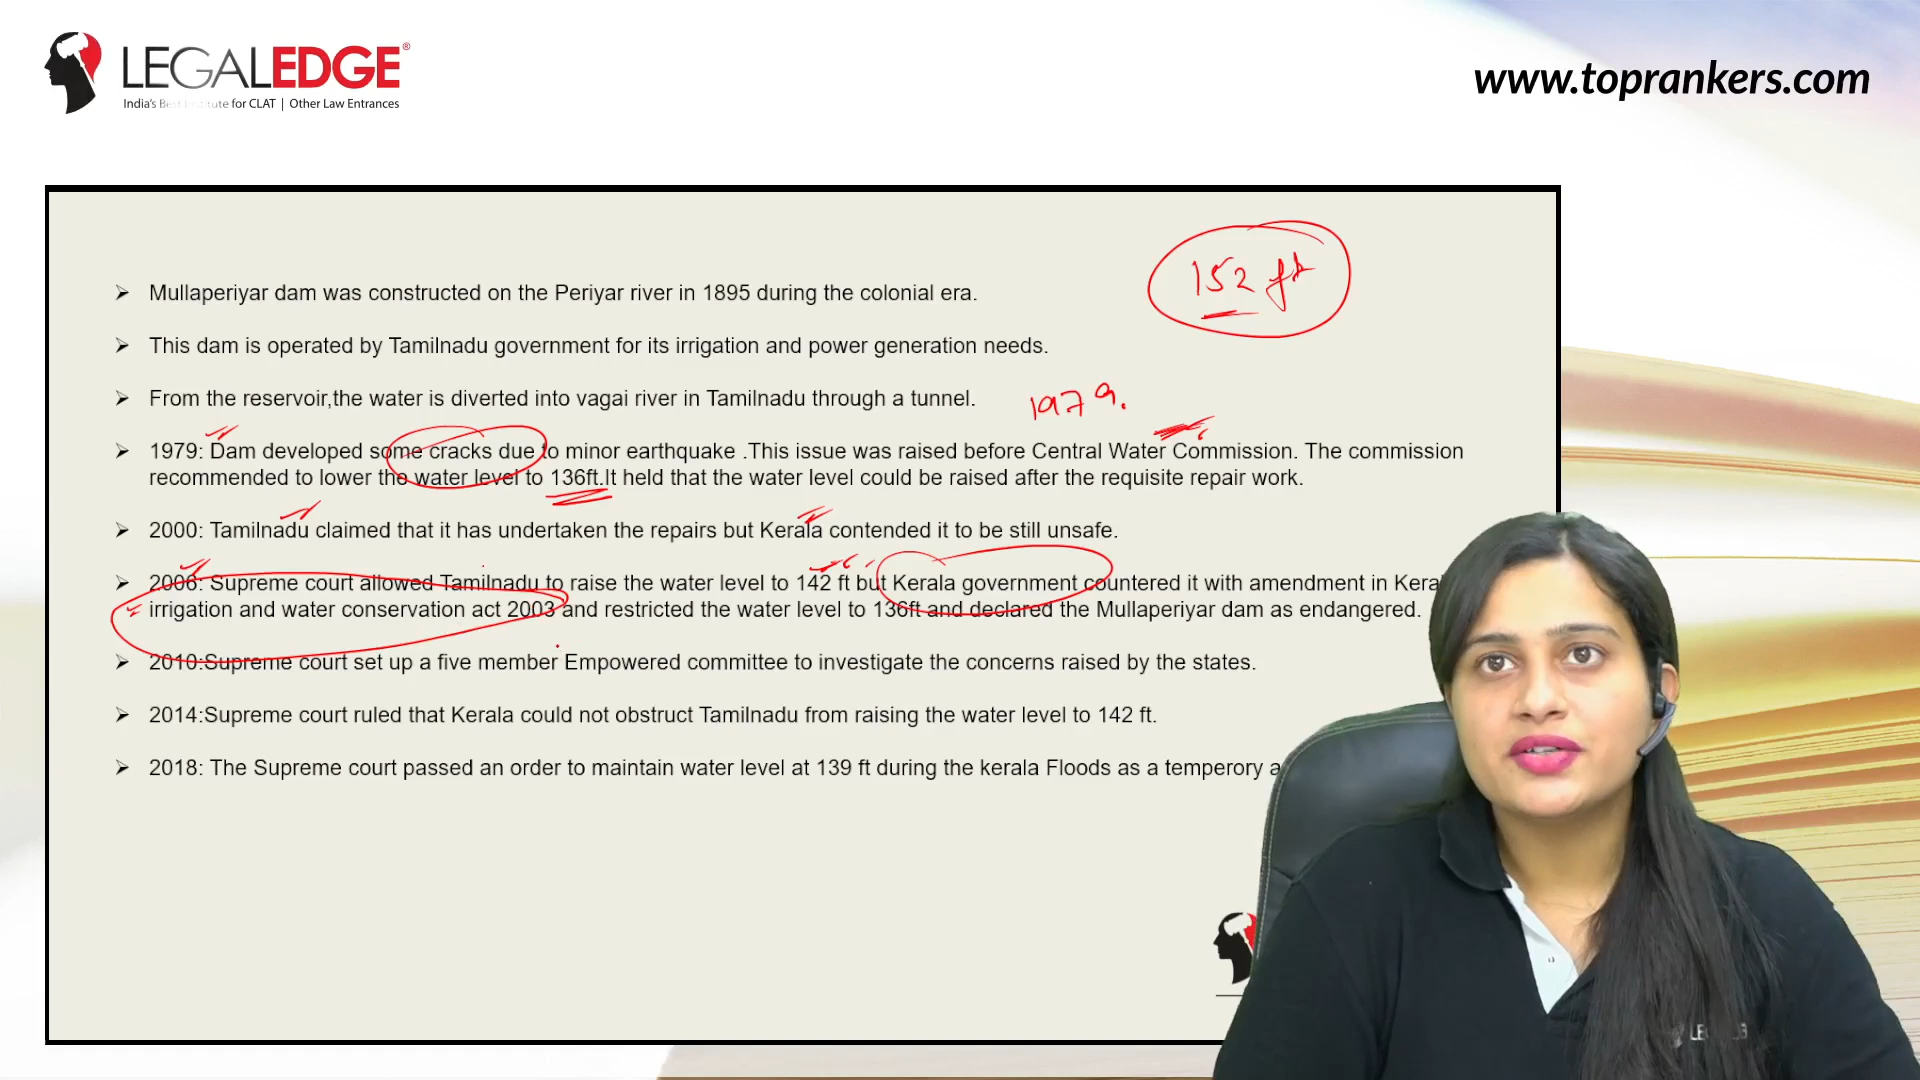 LEGALEDGE®
India's Best Institute for CLAT | Other Law Entrances
www.toprankers.com
152 ft
➢ Mullaperiyar dam was constructed on the Periyar river in 1895 during the colonial era.
➢ This dam is operated by Tamilnadu government for its irrigation and power generation needs.
➢ From the reservoir,the water is diverted into vagai river in Tamilnadu through a tunnel.
1979.
➢ 1979: Dam developed some cracks due to minor earthquake .This issue was raised before Central Water Commission. The commission
recommended to lower the water level to 136ft.It held that the water level could be raised after the requisite repair work.
➢ 2000: Tamilnadu claimed that it has undertaken the repairs but Kerala contended it to be still unsafe.
➢ 2006: Supreme court allowed Tamilnadu to raise the water level to 142 ft but Kerala government countered it with amendment in Kera
irrigation and water conservation act 2003 and restricted the water level to 136ft and declared the Mullaperiyar dam as endangered.
➢ 2010:Supreme court set up a five member Empowered committee to investigate the concerns raised by the states.
➢ 2014:Supreme court ruled that Kerala could not obstruct Tamilnadu from raising the water level to 142 ft.
➢ 2018: The Supreme court passed an order to maintain water level at 139 ft during the kerala Floods as a temperory a